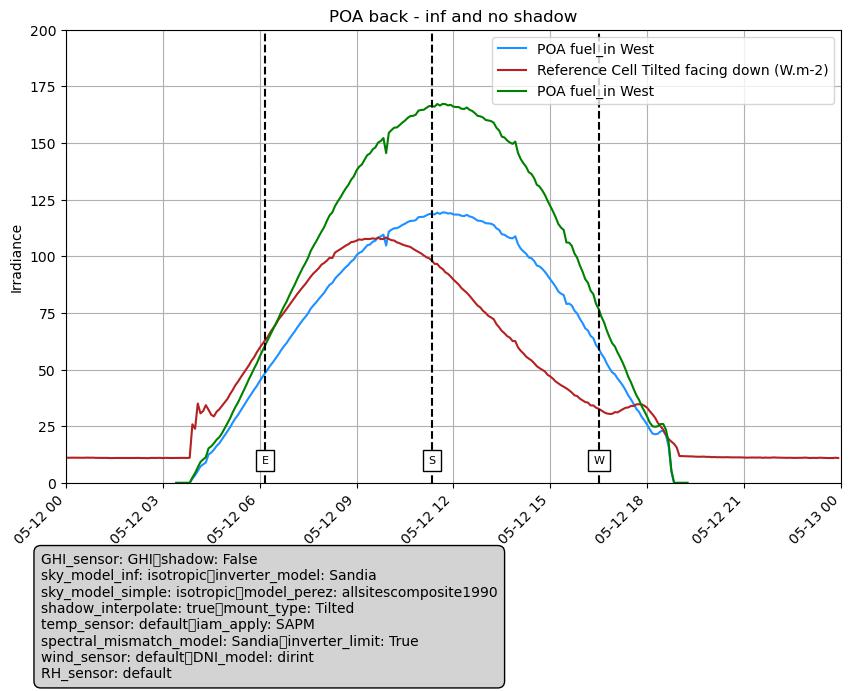 POA back - inf and no shadow
200
175
150
125
100
75
50
25
0
Irradiance
POA fuel_in West
Reference Cell Tilted facing down (W.m-2)
POA fuel_in West
E
S
W
05-12 00
05-12 03
05-12 06
05-12 09
05-12 12
05-12 15
05-12 18
05-12 21
05-13 00
GHI_sensor: GHI▯shadow: False
sky_model_inf: isotropic▯inverter_model: Sandia
sky_model_simple: isotropic▯model_perez: allsitescomposite1990
shadow_interpolate: true▯mount_type: Tilted
temp_sensor: default▯iam_apply: SAPM
spectral_mismatch_model: Sandia▯inverter_limit: True
wind_sensor: default▯DNI_model: dirint
RH_sensor: default